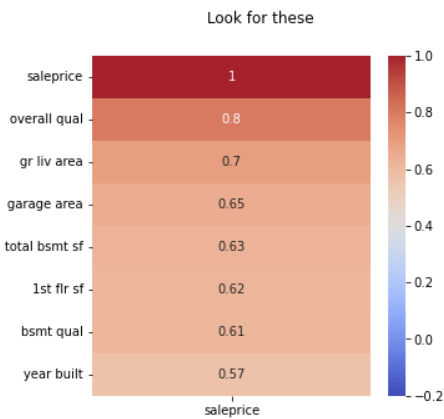 Look for these
saleprice 1
overall qual 0.8
gr liv area 0.7
garage area 0.65
total bsmt sf 0.63
1st flr sf 0.62
bsmt qual 0.61
year built 0.57
saleprice
1.0
0.8
0.6
0.4
0.2
0.0
−0.2